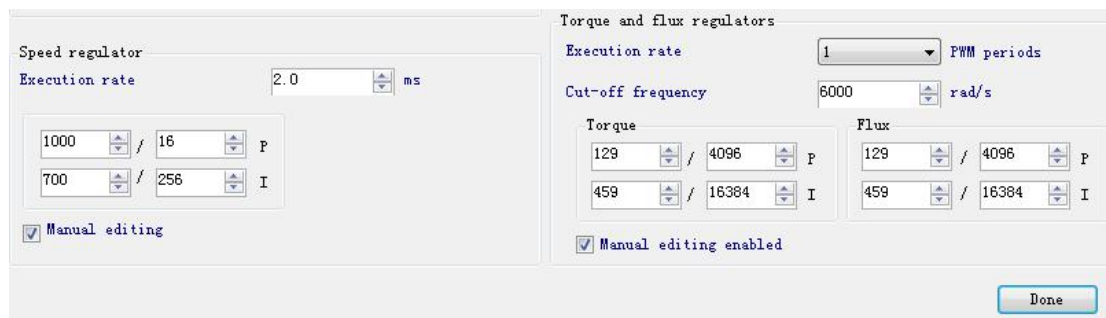 Speed regulator
Execution rate 2.0 ms
1000 / 16 P
700 / 256 I
Manual editing
Torque and flux regulators
Execution rate 1 PWM periods
Cut-off frequency 6000 rad/s
Torque Flux
129 / 4096 P 129 / 4096 P
459 / 16384 I 459 / 16384 I
Manual editing enabled
Done